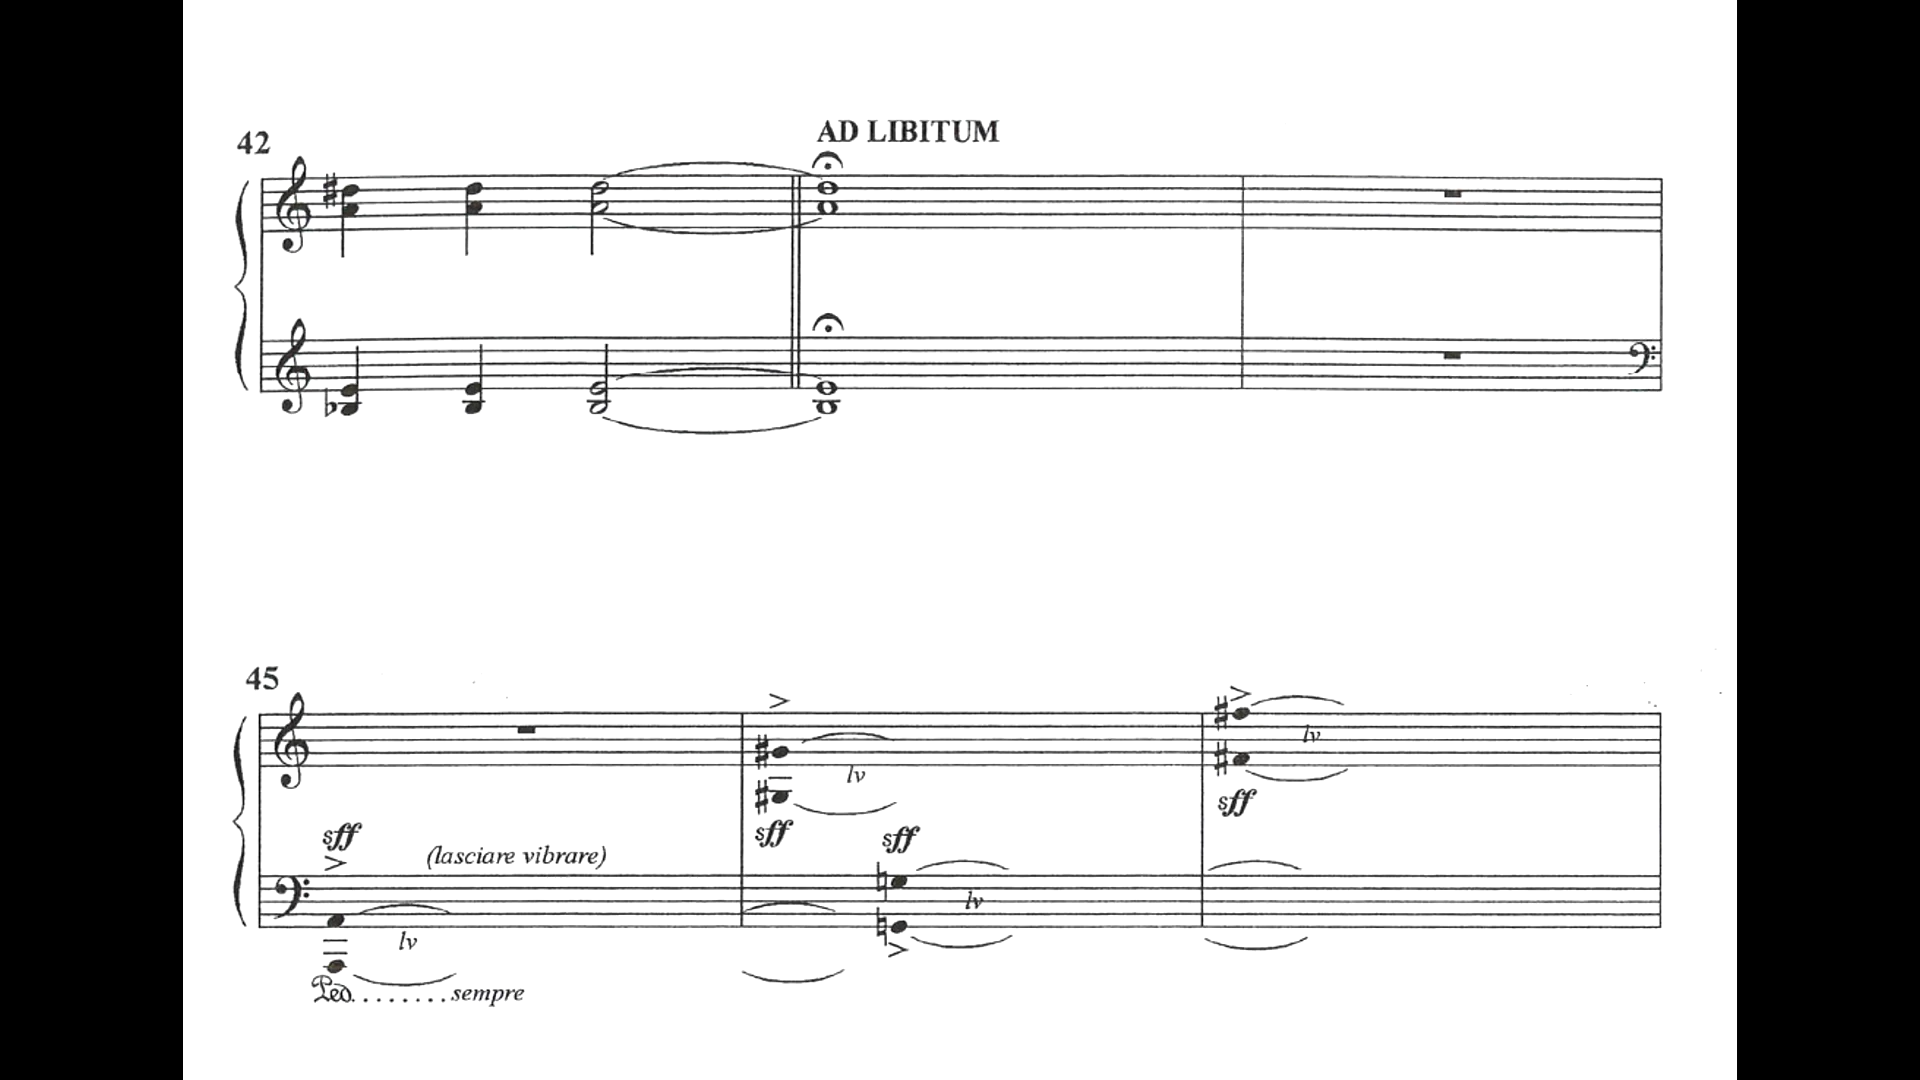 42
AD LIBITUM
45
lv
sff
lv
sff
sff
sff
(lasciare vibrare)
lv
lv
Ped. . . . . . . . sempre